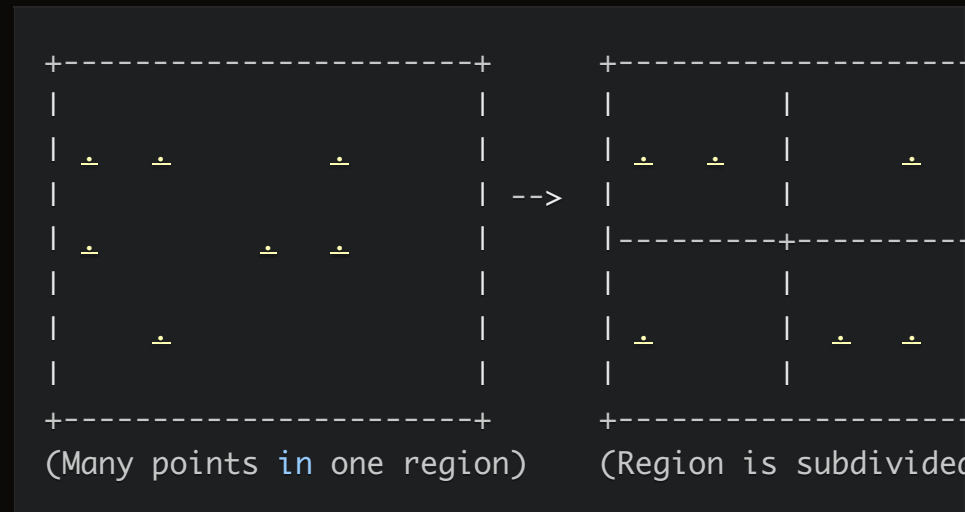 +-----------------------+      +--------------------
|                       |      |         |
| .   .         .       |      | .   .   |      .
|                       | -->  |         |
| .         .   .       |      |---------+----------
|                       |      |         |
|     .                 |      | .       |  .   .
|                       |      |         |
+-----------------------+      +--------------------
(Many points in one region)    (Region is subdivided